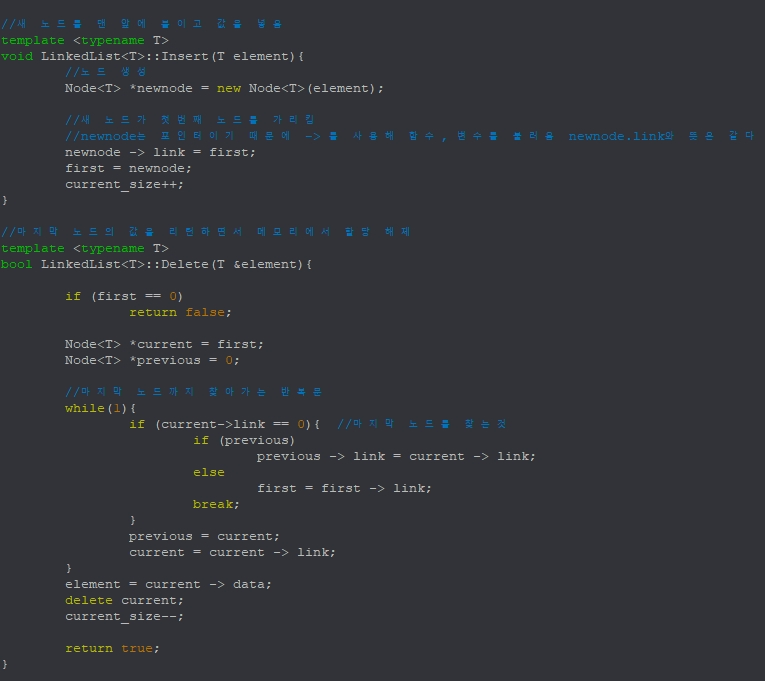 //새 노드를 맨 앞에 붙이고 값을 넣음
template <typename T>
void LinkedList<T>::Insert(T element){
//노드 생성
Node<T> *newnode = new Node<T>(element);
//새 노드가 첫번째 노드를 가리킴
//newnode는 포인터이기 때문에 -> 를 사용해 함수, 변수를 불러옴 newnode.link와 뜻은 같다
newnode -> link = first;
first = newnode;
current_size++;
}
//마지막 노드의 값을 리턴하면서 메모리에서 할당 해제
template <typename T>
bool LinkedList<T>::Delete(T &element){
if (first == 0)
return false;
Node<T> *current = first;
Node<T> *previous = 0;
//마지막 노드까지 찾아가는 반복문
while(1){
if (current->link == 0){ //마지막 노드를 찾는것
if (previous)
previous -> link = current -> link;
else
first = first -> link;
break;
}
previous = current;
current = current -> link;
}
element = current -> data;
delete current;
current_size--;
return true;
}